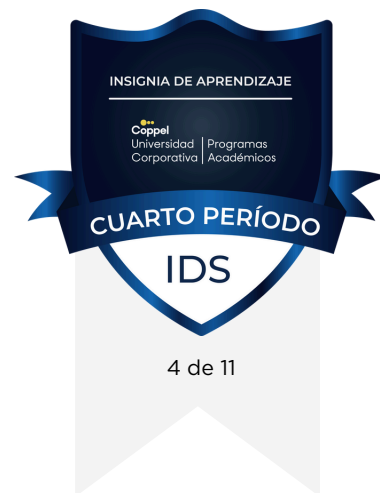 INSIGNIA DE APRENDIZAJE
Coppel
Universidad | Programas
Corporativa | Académicos
CUARTO PERÍODO
IDS
4 de 11